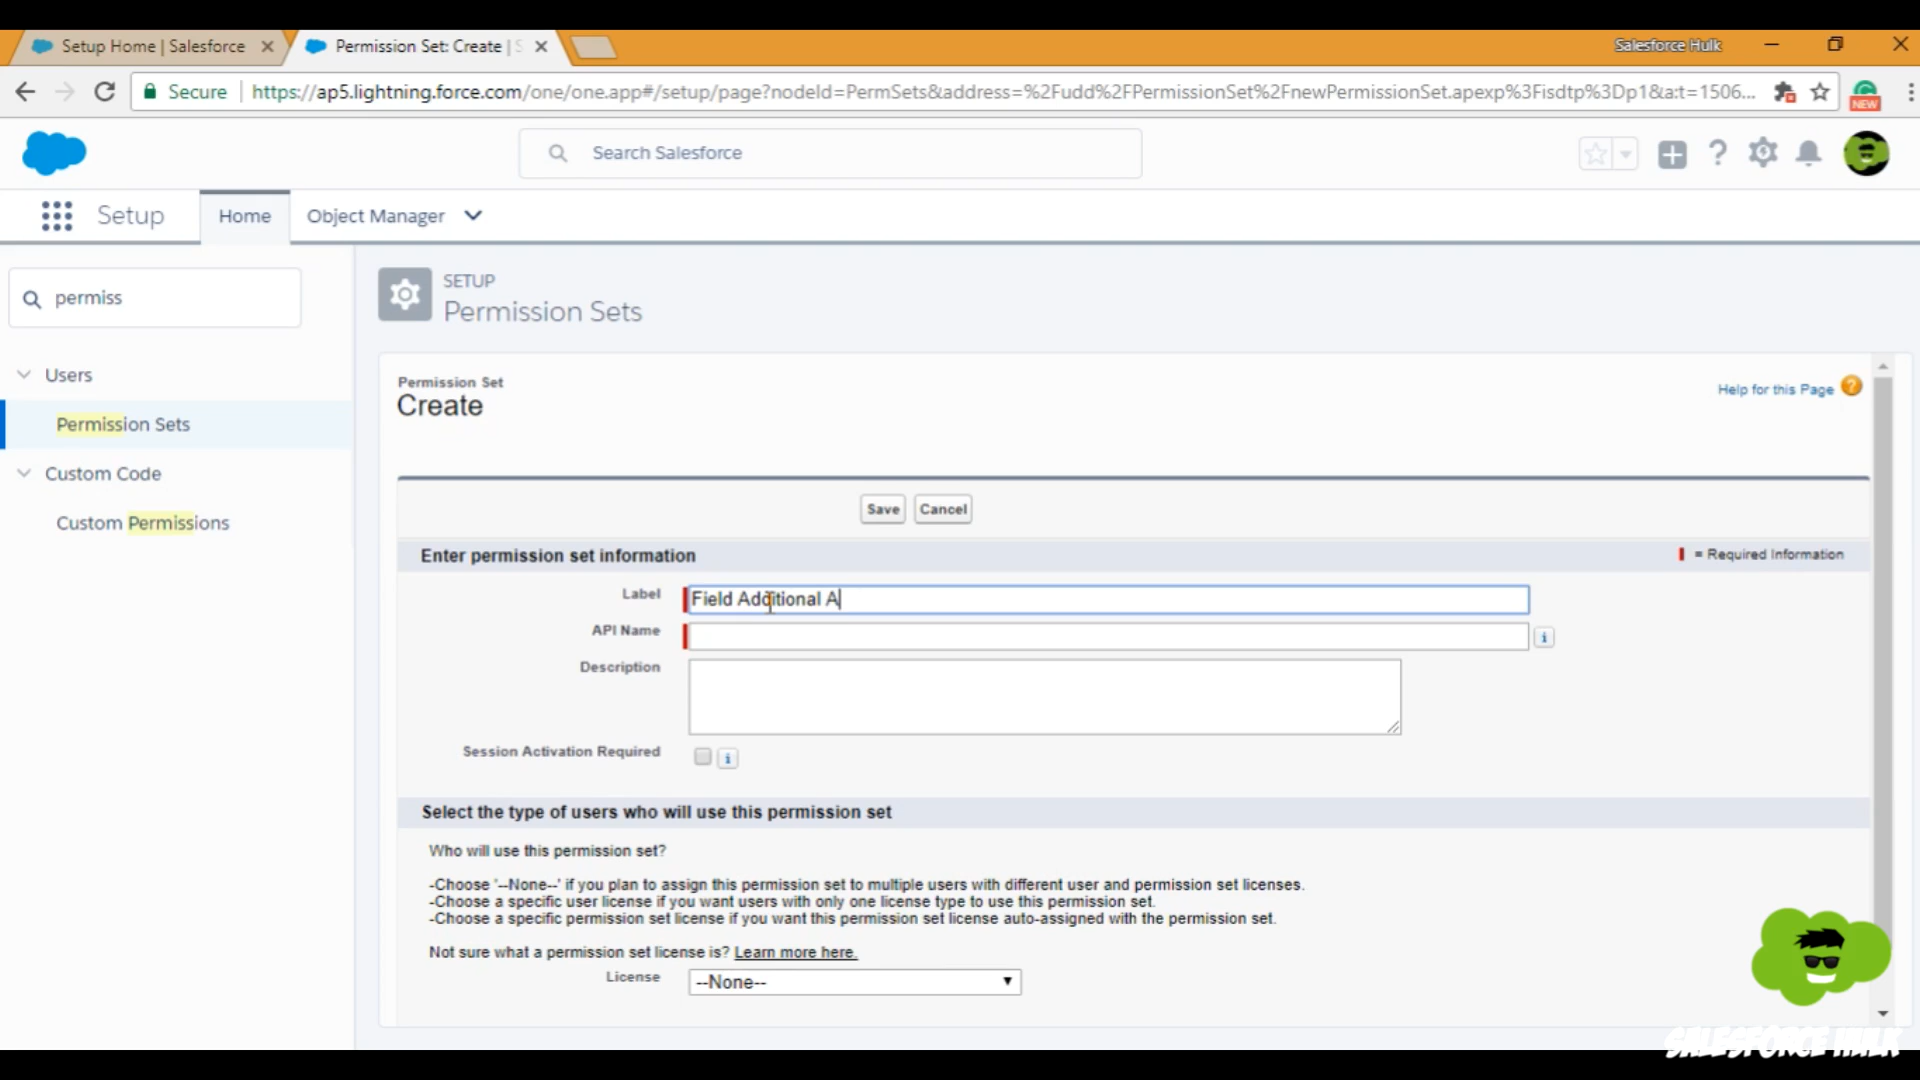 Setup Home | Salesforce
Permission Set: Create | S
Salesforce Hulk
Secure
https://ap5.lightning.force.com/one/one.app#/setup/page?nodeId=PermSets&address=%2Fudd%2FPermissionSet%2FnewPermissionSet.apexp%3Fisdtp%3Dp1&a:t=1506...
NEW
Search Salesforce
Setup
Home
Object Manager
permiss
SETUP
Permission Sets
Users
Permission Sets
Custom Code
Custom Permissions
Permission Set
Create
Help for this Page
Save
Cancel
Enter permission set information
= Required Information
Label
Field Additional A
API Name
Description
Session Activation Required
Select the type of users who will use this permission set
Who will use this permission set?
-Choose '--None--' if you plan to assign this permission set to multiple users with different user and permission set licenses.
-Choose a specific user license if you want users with only one license type to use this permission set.
-Choose a specific permission set license if you want this permission set license auto-assigned with the permission set.
Not sure what a permission set license is? Learn more here.
License
--None--
SALESFORCE HULK